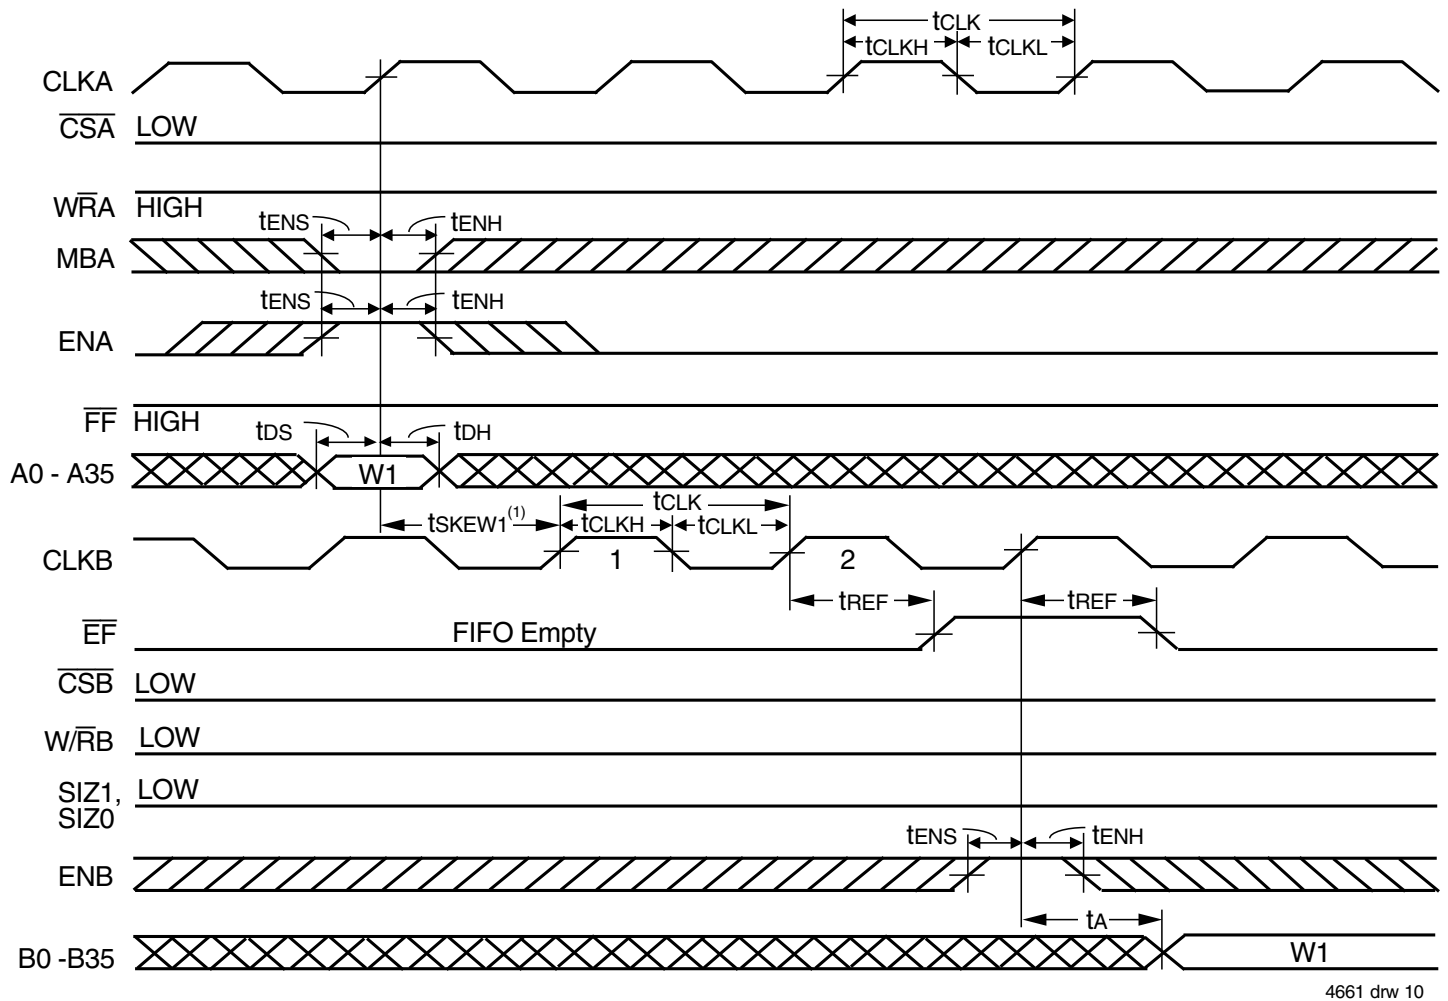 tCLK
tCLKH tCLKL
CLKA
CSA LOW
WRA HIGH
tENS tENH
MBA
tENS tENH
ENA
FF HIGH
tDS tDH
A0 - A35 W1
tCLK
tSKEW1(1) tCLKH tCLKL
CLKB 1 2
tREF tREF
EF FIFO Empty
CSB LOW
W/RB LOW
SIZ1, LOW
SIZ0
tENS tENH
ENB
tA
B0 -B35 W1
4661 drw 10